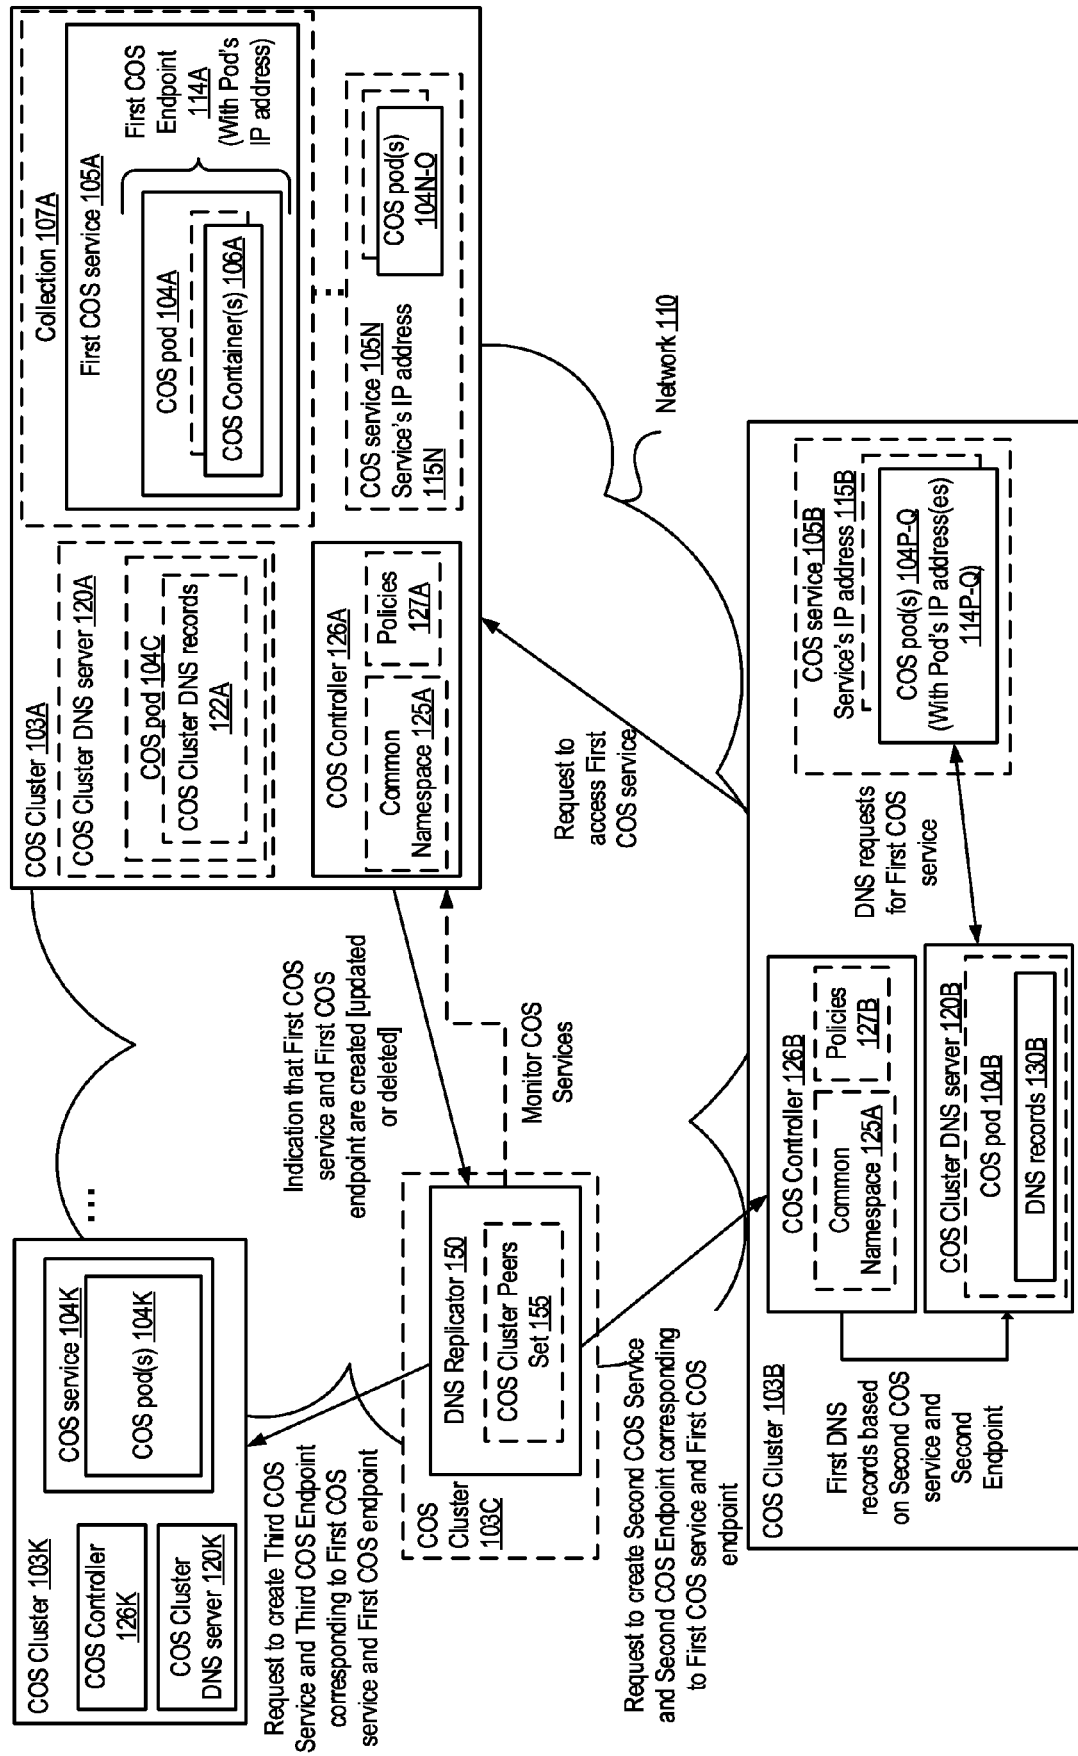 COS Cluster 103K
COS Controller
126K
COS Cluster
DNS server 120K
COS service 104K
COS pod(s) 104K
...
COS Cluster 103A
COS Cluster DNS server 120A
COS pod 104C
COS Cluster DNS records
122A
COS Controller 126A
Common
Namespace 125A
Policies
127A
Collection 107A
First COS service 105A
COS pod 104A
COS Container(s) 106A
First COS
Endpoint
114A
(With Pod's
IP address)
...
COS service 105N
Service's IP address
115N
COS pod(s)
104N-O
Request to create Third COS
Service and Third COS Endpoint
corresponding to First COS
service and First COS endpoint
Indication that First COS
service and First COS
endpoint are created [updated
or deleted]
Monitor COS
Services
COS
Cluster
103C
DNS Replicator 150
COS Cluster Peers
Set 155
Request to
access First
COS service
Network 110
Request to create Second COS Service
and Second COS Endpoint corresponding
to First COS service and First COS
endpoint
COS Cluster 103B
COS Controller 126B
Common
Namespace 125A
Policies
127B
First DNS
records based
on Second COS
service and
Second
Endpoint
COS Cluster DNS server 120B
COS pod 104B
DNS records 130B
DNS requests
for First COS
service
COS service 105B
Service's IP address 115B
COS pod(s) 104P-Q
(With Pod's IP address(es)
114P-Q)